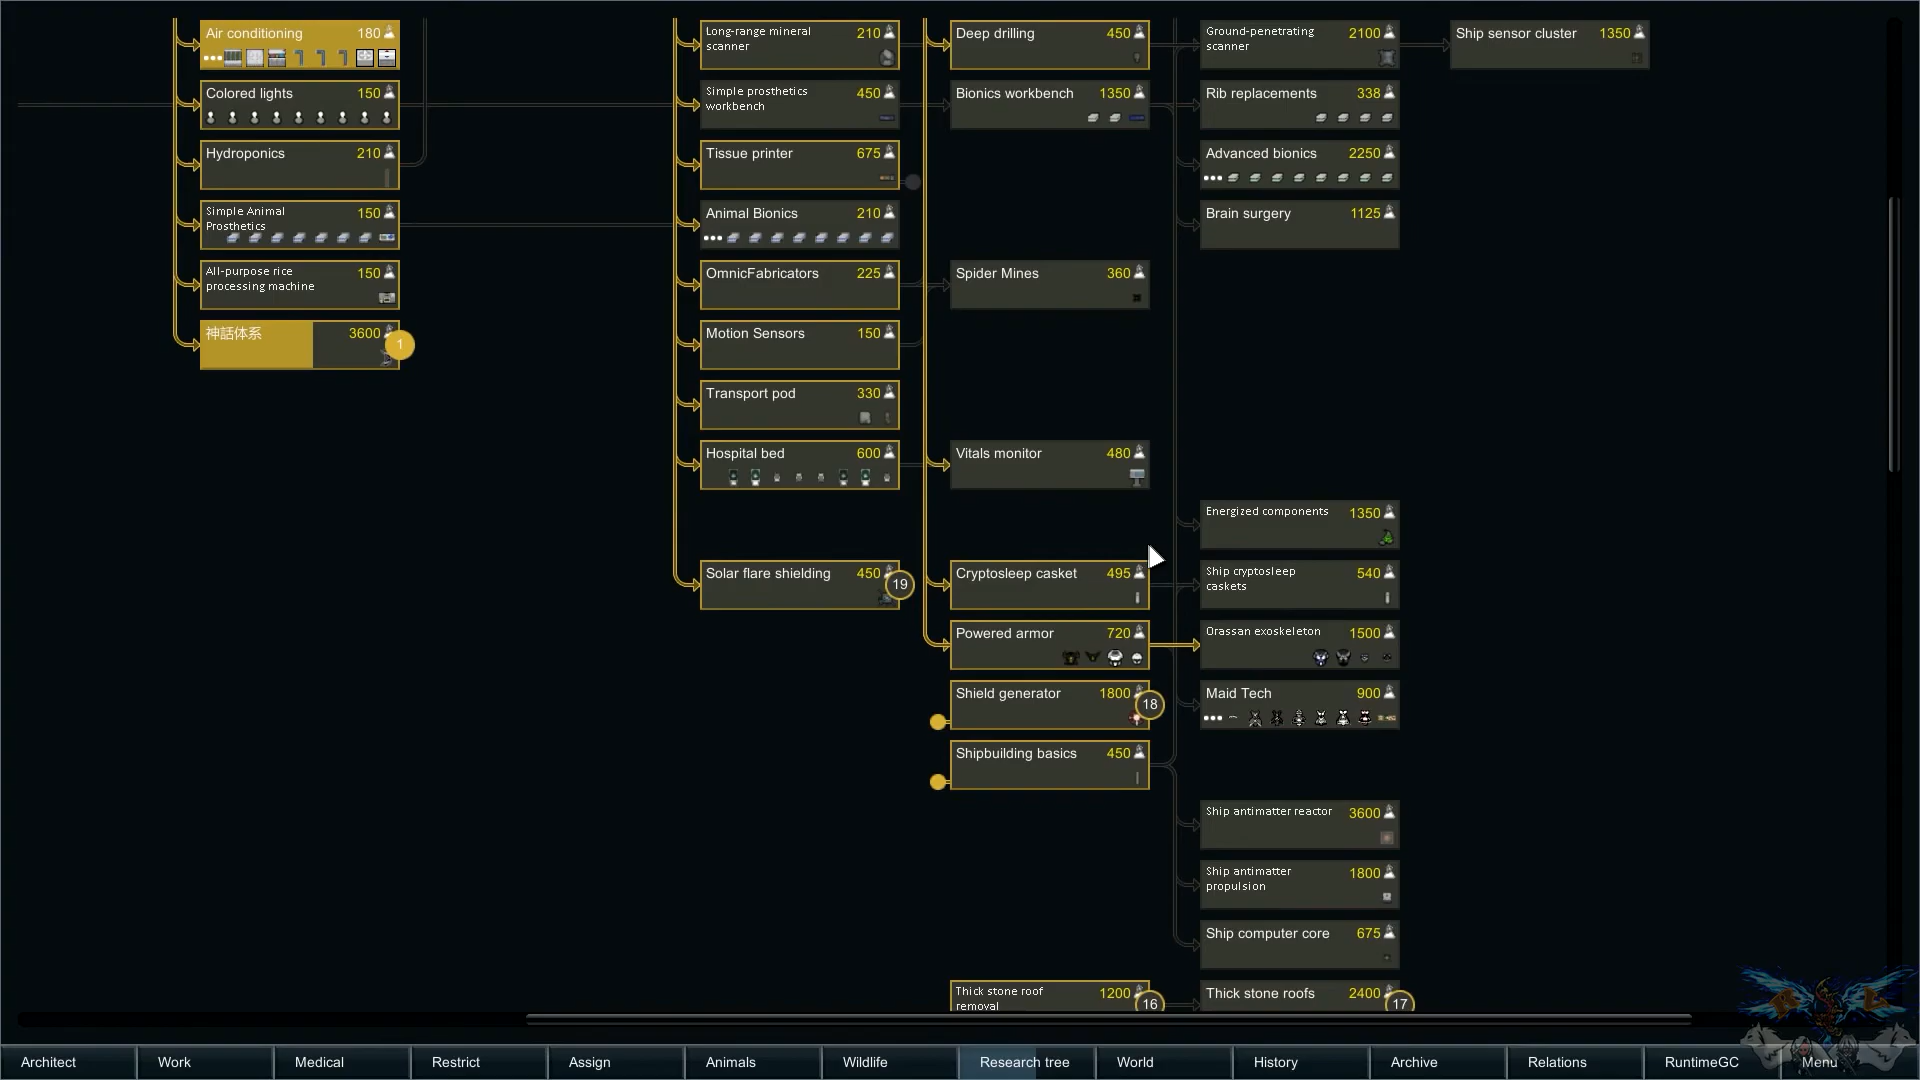 Air conditioning 180
Colored lights 150
Hydroponics 210
Simple Animal
Prosthetics 150
All-purpose rice
processing machine 150
神話体系 3600
1
Long-range mineral
scanner 210
Simple prosthetics
workbench 450
Tissue printer 675
Animal Bionics 210
OmnicFabricators 225
Motion Sensors 150
Transport pod 330
Hospital bed 600
Solar flare shielding 450
19
Deep drilling 450
Bionics workbench 1350
Spider Mines 360
Vitals monitor 480
Cryptosleep casket 495
Powered armor 720
Shield generator 1800
18
Shipbuilding basics 450
Thick stone roof
removal 1200
16
Ground-penetrating
scanner 2100
Rib replacements 338
Advanced bionics 2250
Brain surgery 1125
Energized components 1350
Ship cryptosleep
caskets 540
Orassan exoskeleton 1500
Maid Tech 900
Ship antimatter reactor 3600
Ship antimatter
propulsion 1800
Ship computer core 675
Thick stone roofs 2400
17
Ship sensor cluster 1350
Architect Work Medical Restrict Assign Animals Wildlife Research tree World History Archive Relations RuntimeGC Menu